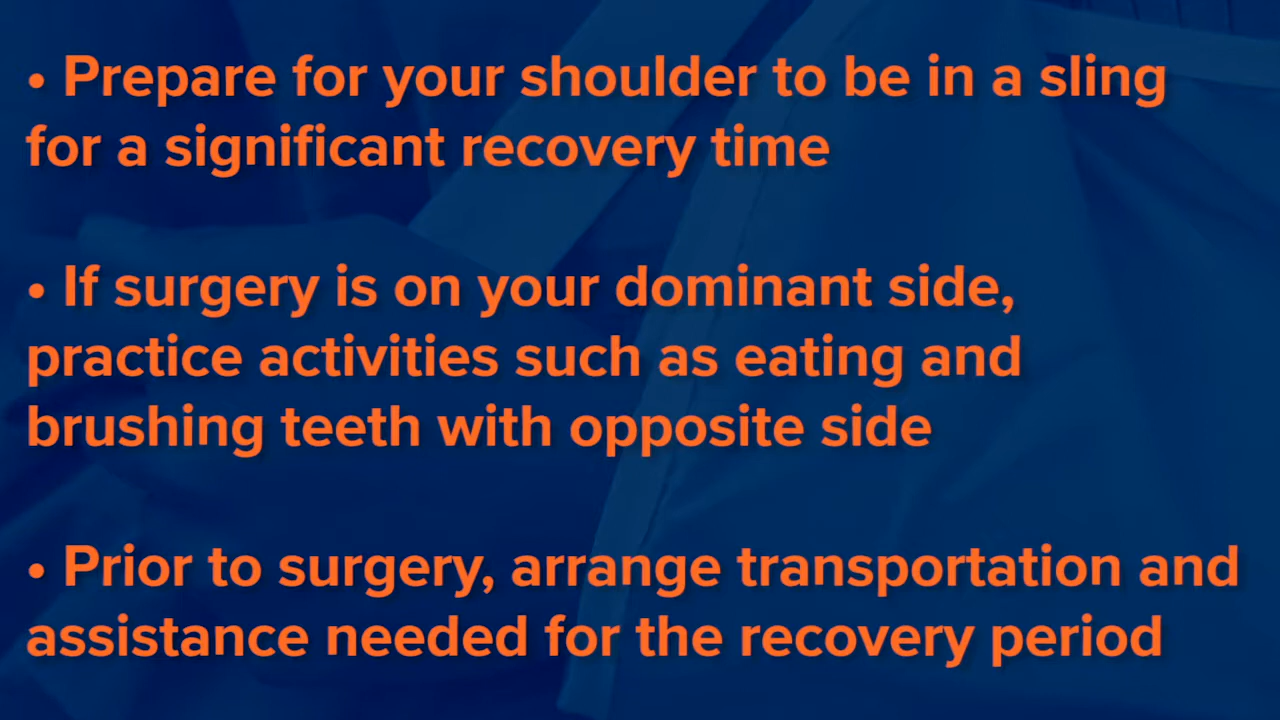 • Prepare for your shoulder to be in a sling
for a significant recovery time
• If surgery is on your dominant side,
practice activities such as eating and
brushing teeth with opposite side
• Prior to surgery, arrange transportation and
assistance needed for the recovery period